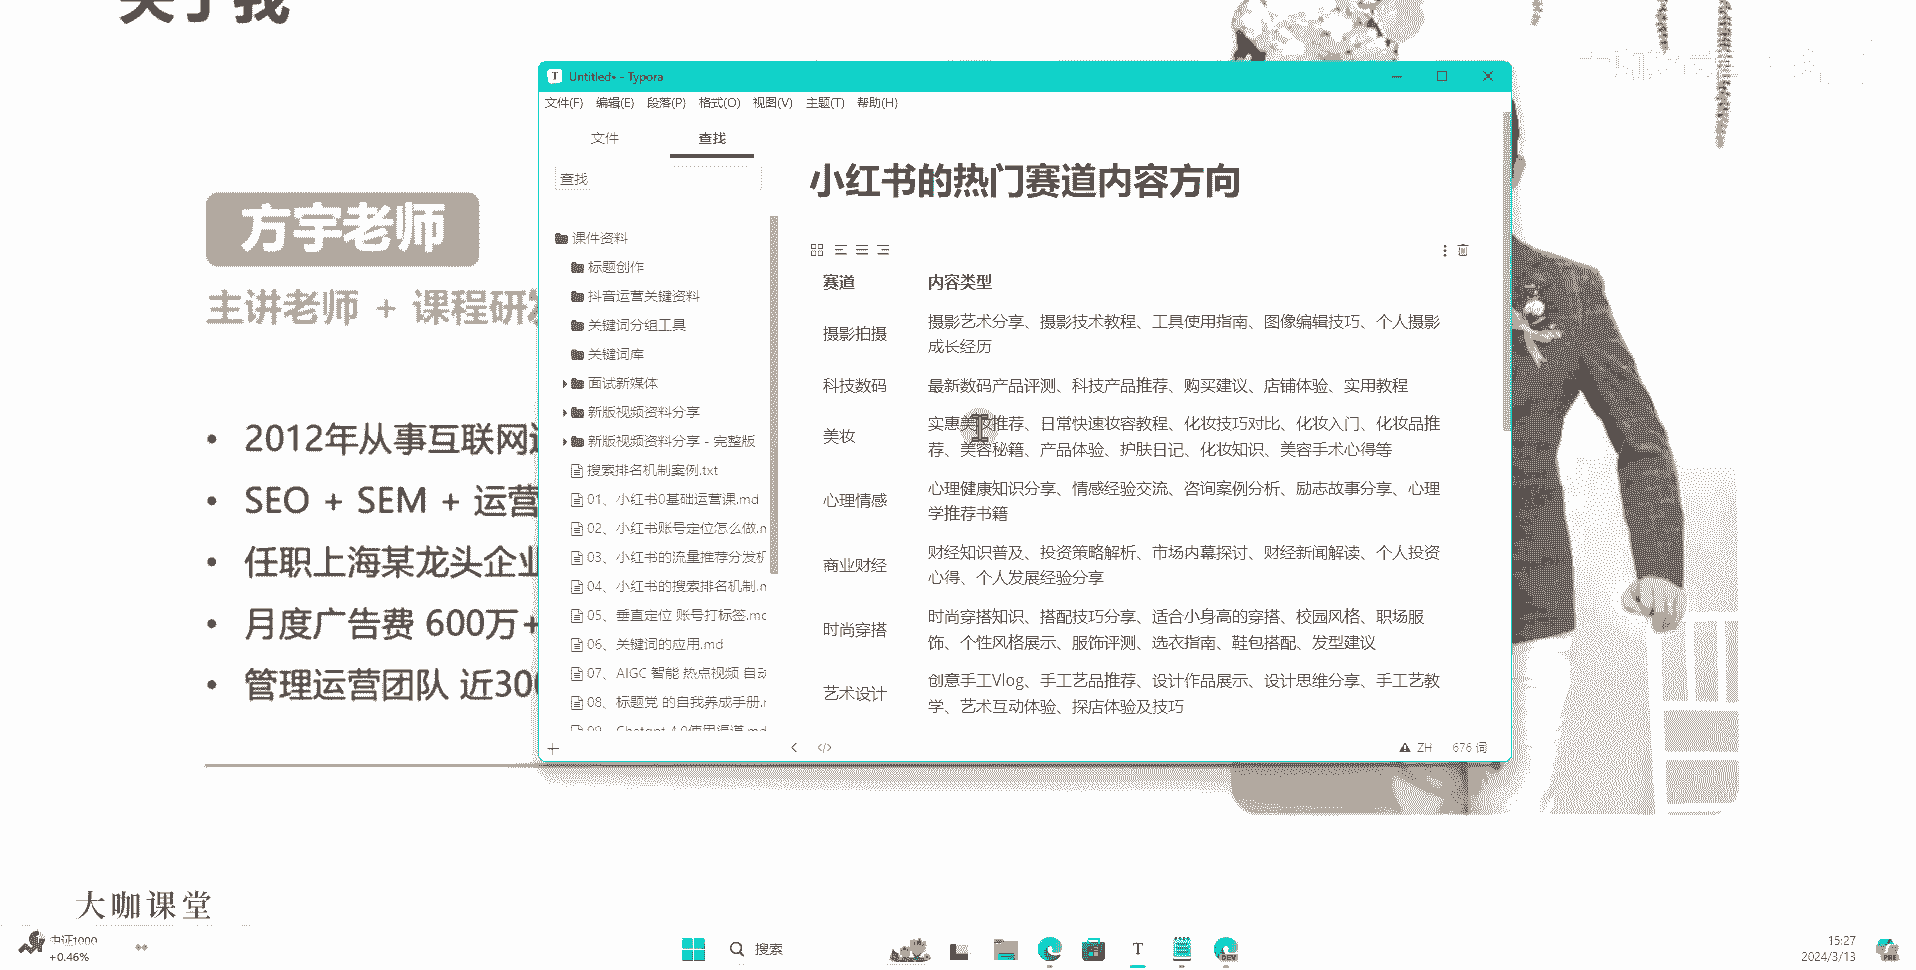 关于我
方宇老师
主讲老师 + 课程研发
2012年从事互联网
SEO + SEM + 运营
任职上海某龙头企业
月度广告费 600万+
管理运营团队 近300
大咖课堂
Untitled• - Typora
文件(F) 编辑(E) 段落(P) 格式(O) 视图(V) 主题(T) 帮助(H)
文件 查找
查找
课件资料
标题创作
抖音运营关键资料
关键词分组工具
关键词库
面试新媒体
新版视频资料分享
新版视频资料分享 - 完整版
搜索排名机制案例.txt
01、小红书0基础运营课.md
02、小红书账号定位怎么做.m
03、小红书的流量推荐分发机
04、小红书的搜索排名机制.m
05、垂直定位 账号打标签.md
06、关键词的应用.md
07、AIGC 智能 热点视频 自动
08、标题党 的自我养成手册.m
09、Chatgpt 4.0使用渠道.md
小红书的热门赛道内容方向
赛道 内容类型
摄影拍摄
摄影艺术分享、摄影技术教程、工具使用指南、图像编辑技巧、个人摄影
成长经历
科技数码 最新数码产品评测、科技产品推荐、购买建议、店铺体验、实用教程
美妆
实惠美妆推荐、日常快速妆容教程、化妆技巧对比、化妆入门、化妆品推
荐、美容秘籍、产品体验、护肤日记、化妆知识、美容手术心得等
心理情感
心理健康知识分享、情感经验交流、咨询案例分析、励志故事分享、心理
学推荐书籍
商业财经
财经知识普及、投资策略解析、市场内幕探讨、财经新闻解读、个人投资
心得、个人发展经验分享
时尚穿搭
时尚穿搭知识、搭配技巧分享、适合小身高的穿搭、校园风格、职场服
饰、个性风格展示、服饰评测、选衣指南、鞋包搭配、发型建议
艺术设计
创意手工Vlog、手工艺品推荐、设计作品展示、设计思维分享、手工艺教
学、艺术互动体验、探店体验及技巧
ZH 676 词
中证1000
+0.46%
搜索
T
DEV
15:27
2024/3/13
PRE